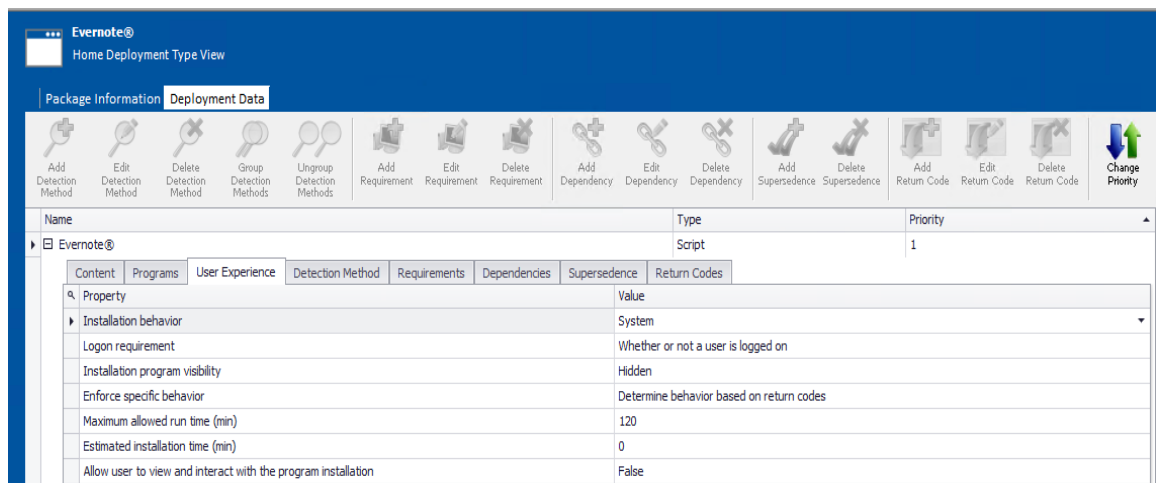 Evernote®
Home Deployment Type View
Package Information Deployment Data
Add Detection Method
Edit Detection Method
Delete Detection Method
Group Detection Methods
Ungroup Detection Methods
Add Requirement
Edit Requirement
Delete Requirement
Add Dependency
Edit Dependency
Delete Dependency
Add Supersedence
Delete Supersedence
Add Return Code
Edit Return Code
Delete Return Code
Change Priority
Name Type Priority
Evernote® Script 1
Content Programs User Experience Detection Method Requirements Dependencies Supersedence Return Codes
Property Value
Installation behavior System
Logon requirement Whether or not a user is logged on
Installation program visibility Hidden
Enforce specific behavior Determine behavior based on return codes
Maximum allowed run time (min) 120
Estimated installation time (min) 0
Allow user to view and interact with the program installation False